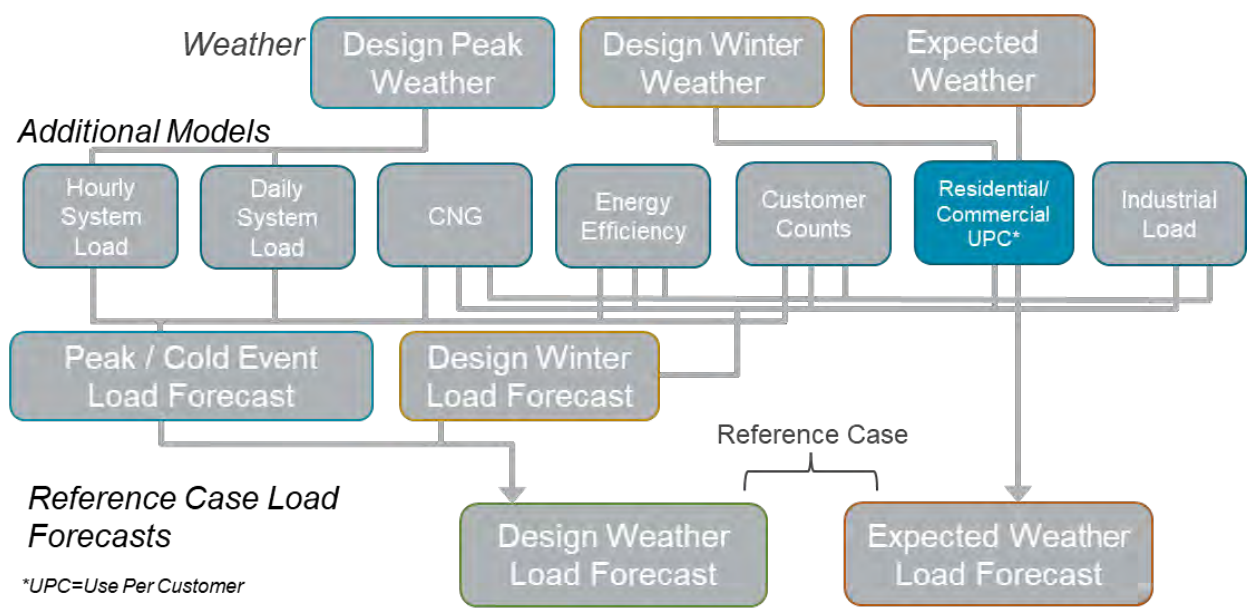 Weather
Design Peak
Weather
Design Winter
Weather
Expected
Weather
Additional Models
Hourly
System
Load
Daily
System
Load
CNG
Energy
Efficiency
Customer
Counts
Residential/
Commercial
UPC*
Industrial
Load
Peak / Cold Event
Load Forecast
Design Winter
Load Forecast
Reference Case
Reference Case Load
Forecasts
Design Weather
Load Forecast
Expected Weather
Load Forecast
*UPC=Use Per Customer